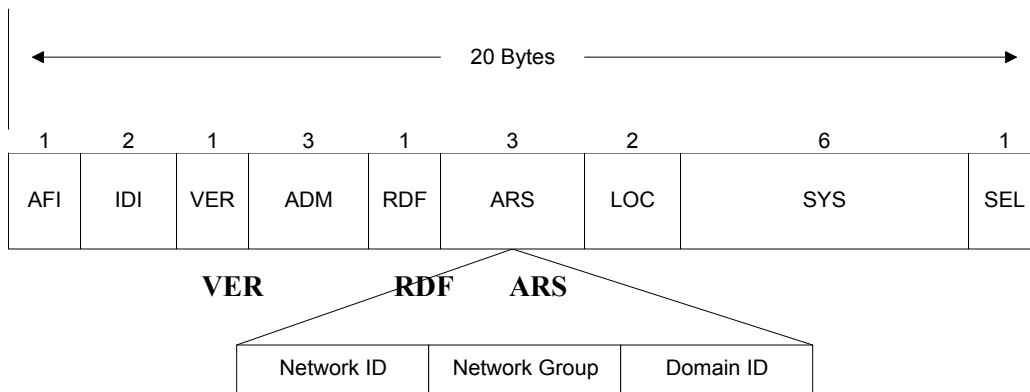 20 Bytes
1 2 1 3 1 3 2 6 1
AFI IDI VER ADM RDF ARS LOC SYS SEL
VER RDF ARS
Network ID Network Group Domain ID